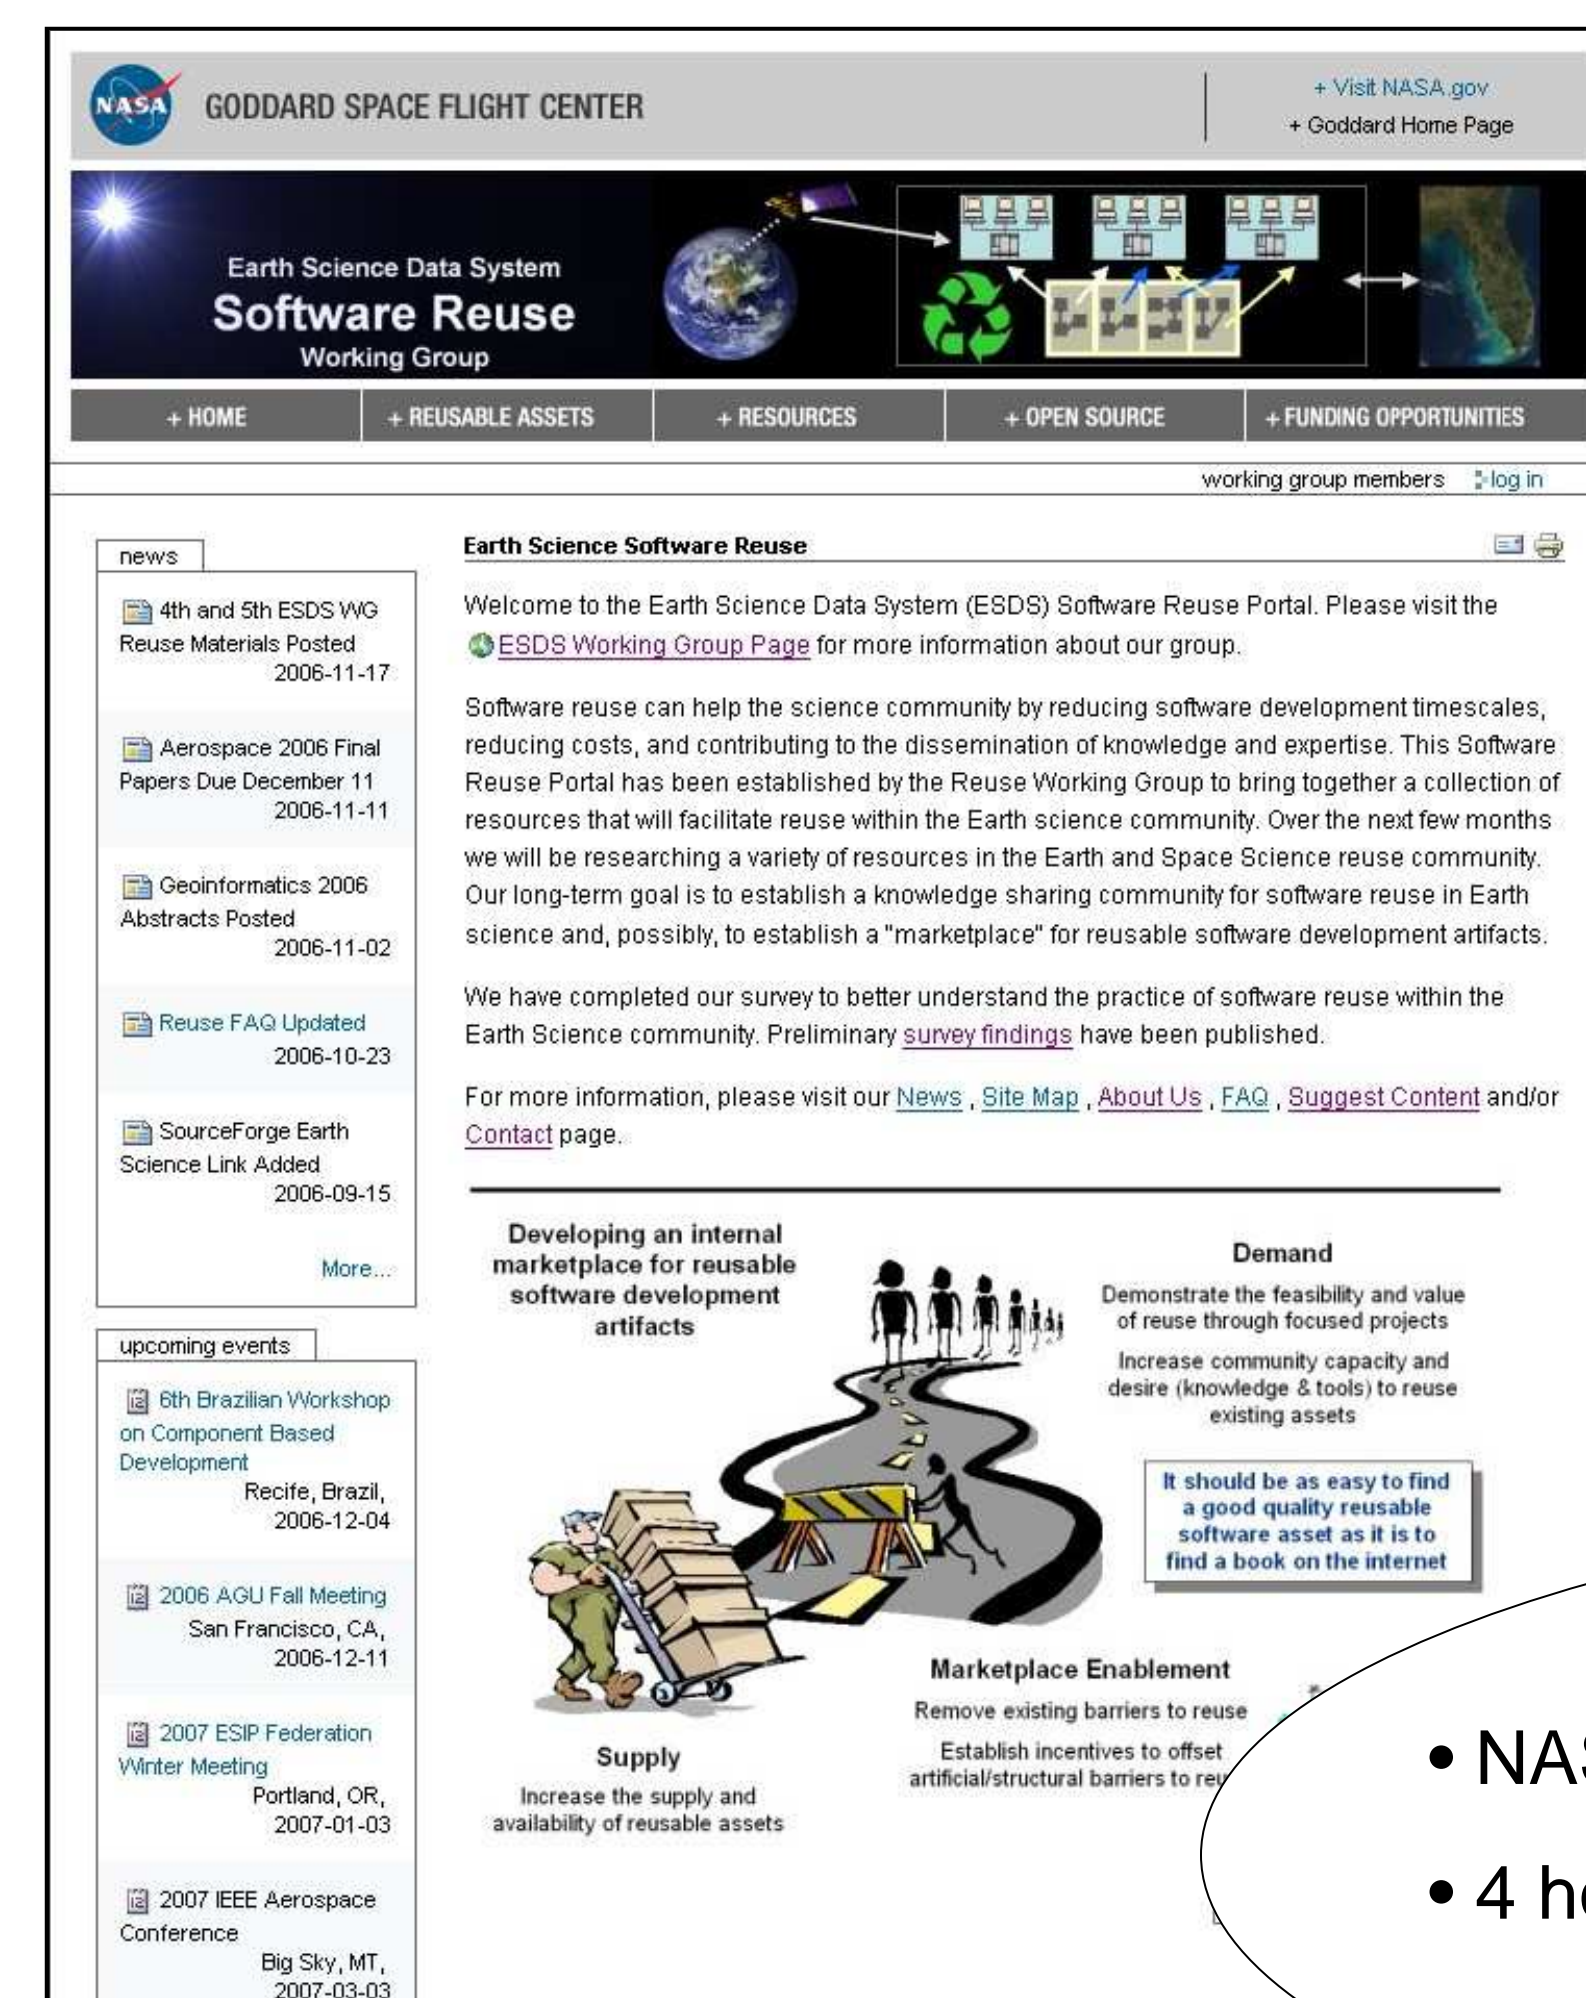 NASA
GODDARD SPACE FLIGHT CENTER
+ Visit NASA.gov
+ Goddard Home Page
Earth Science Data System
Software Reuse
Working Group
+ HOME
+ REUSABLE ASSETS
+ RESOURCES
+ OPEN SOURCE
+ FUNDING OPPORTUNITIES
working group members log in
news
4th and 5th ESDS WG
Reuse Materials Posted
2006-11-17
Aerospace 2006 Final
Papers Due December 11
2006-11-11
Geoinformatics 2006
Abstracts Posted
2006-11-02
Reuse FAQ Updated
2006-10-23
SourceForge Earth
Science Link Added
2006-09-15
More...
upcoming events
6th Brazilian Workshop
on Component Based
Development
Recife, Brazil,
2006-12-04
2006 AGU Fall Meeting
San Francisco, CA,
2006-12-11
2007 ESIP Federation
Winter Meeting
Portland, OR,
2007-01-03
2007 IEEE Aerospace
Conference
Big Sky, MT,
2007-03-03
Earth Science Software Reuse
Welcome to the Earth Science Data System (ESDS) Software Reuse Portal. Please visit the
ESDS Working Group Page for more information about our group.
Software reuse can help the science community by reducing software development timescales,
reducing costs, and contributing to the dissemination of knowledge and expertise. This Software
Reuse Portal has been established by the Reuse Working Group to bring together a collection of
resources that will facilitate reuse within the Earth science community. Over the next few months
we will be researching a variety of resources in the Earth and Space Science reuse community.
Our long-term goal is to establish a knowledge sharing community for software reuse in Earth
science and, possibly, to establish a "marketplace" for reusable software development artifacts.
We have completed our survey to better understand the practice of software reuse within the
Earth Science community. Preliminary survey findings have been published.
For more information, please visit our News , Site Map , About Us , FAQ , Suggest Content and/or
Contact page.
Developing an internal
marketplace for reusable
software development
artifacts
Demand
Demonstrate the feasibility and value
of reuse through focused projects
Increase community capacity and
desire (knowledge & tools) to reuse
existing assets
It should be as easy to find
a good quality reusable
software asset as it is to
find a book on the internet
Marketplace Enablement
Remove existing barriers to reuse
Establish incentives to offset
artificial/structural barriers to
Supply
Increase the supply and
availability of reusable assets
• 4